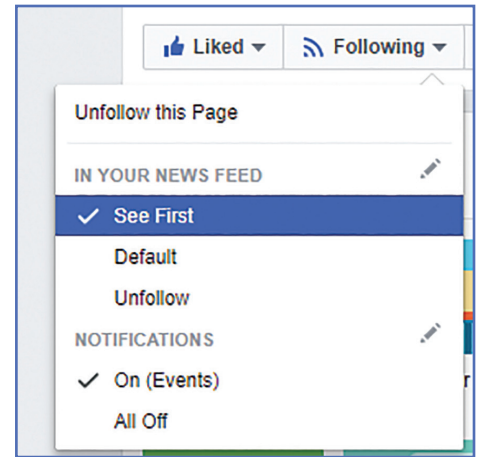 Liked Following
Unfollow this Page
IN YOUR NEWS FEED
See First
Default
Unfollow
NOTIFICATIONS
On (Events)
All Off